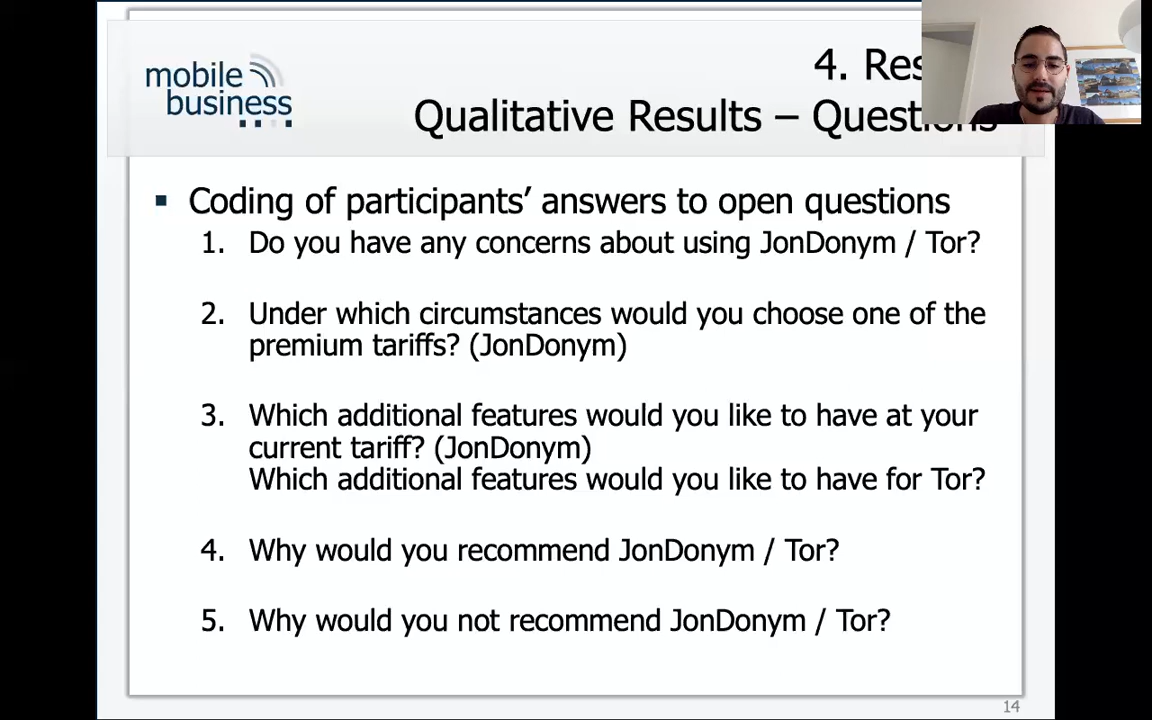 mobile
business
4.
Qualitative Results –
▪ Coding of participants’ answers to open questions
1. Do you have any concerns about using JonDonym / Tor?
2. Under which circumstances would you choose one of the
premium tariffs? (JonDonym)
3. Which additional features would you like to have at your
current tariff? (JonDonym)
Which additional features would you like to have for Tor?
4. Why would you recommend JonDonym / Tor?
5. Why would you not recommend JonDonym / Tor?
14